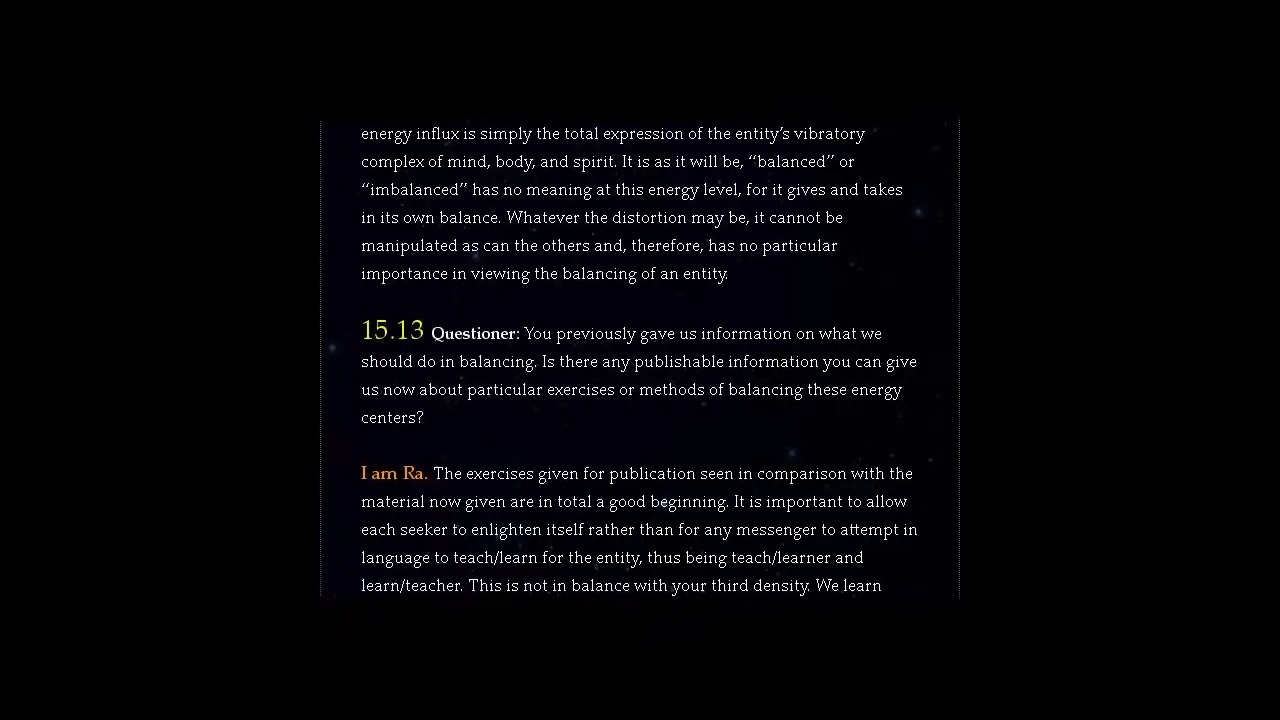 energy influx is simply the total expression of the entity’s vibratory
complex of mind, body, and spirit. It is as it will be, “balanced” or
“imbalanced” has no meaning at this energy level, for it gives and takes
in its own balance. Whatever the distortion may be, it cannot be
manipulated as can the others and, therefore, has no particular
importance in viewing the balancing of an entity.
15.13 Questioner: You previously gave us information on what we
should do in balancing. Is there any publishable information you can give
us now about particular exercises or methods of balancing these energy
centers?
I am Ra. The exercises given for publication seen in comparison with the
material now given are in total a good beginning. It is important to allow
each seeker to enlighten itself rather than for any messenger to attempt in
language to teach/learn for the entity, thus being teach/learner and
learn/teacher. This is not in balance with your third density. We learn